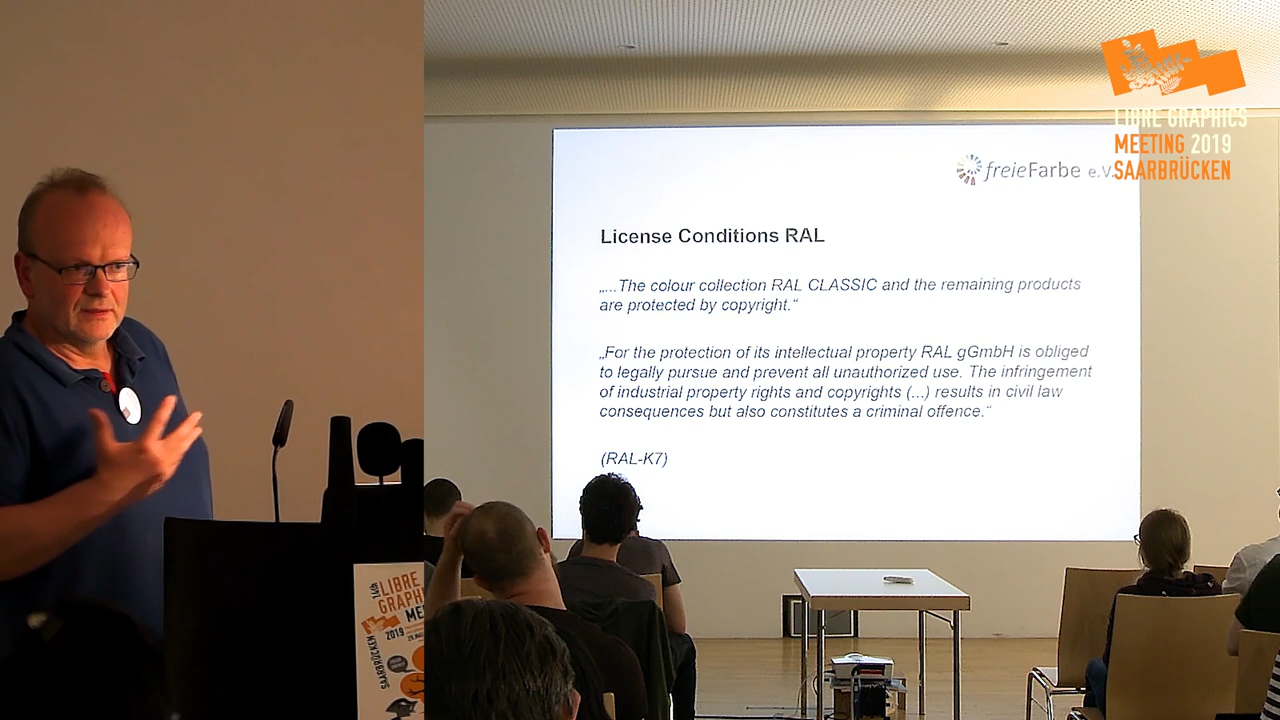 LIBRE GRAPHICS
MEETING 2019
SAARBRÜCKEN
freieFarbe e.V.
License Conditions RAL
„...The colour collection RAL CLASSIC and the remaining products
are protected by copyright.“
„For the protection of its intellectual property RAL gGmbH is obliged
to legally pursue and prevent all unauthorized use. The infringement
of industrial property rights and copyrights (...) results in civil law
consequences but also constitutes a criminal offence.“
(RAL-K7)
LIBRE
2019
SAARBRÜCKEN